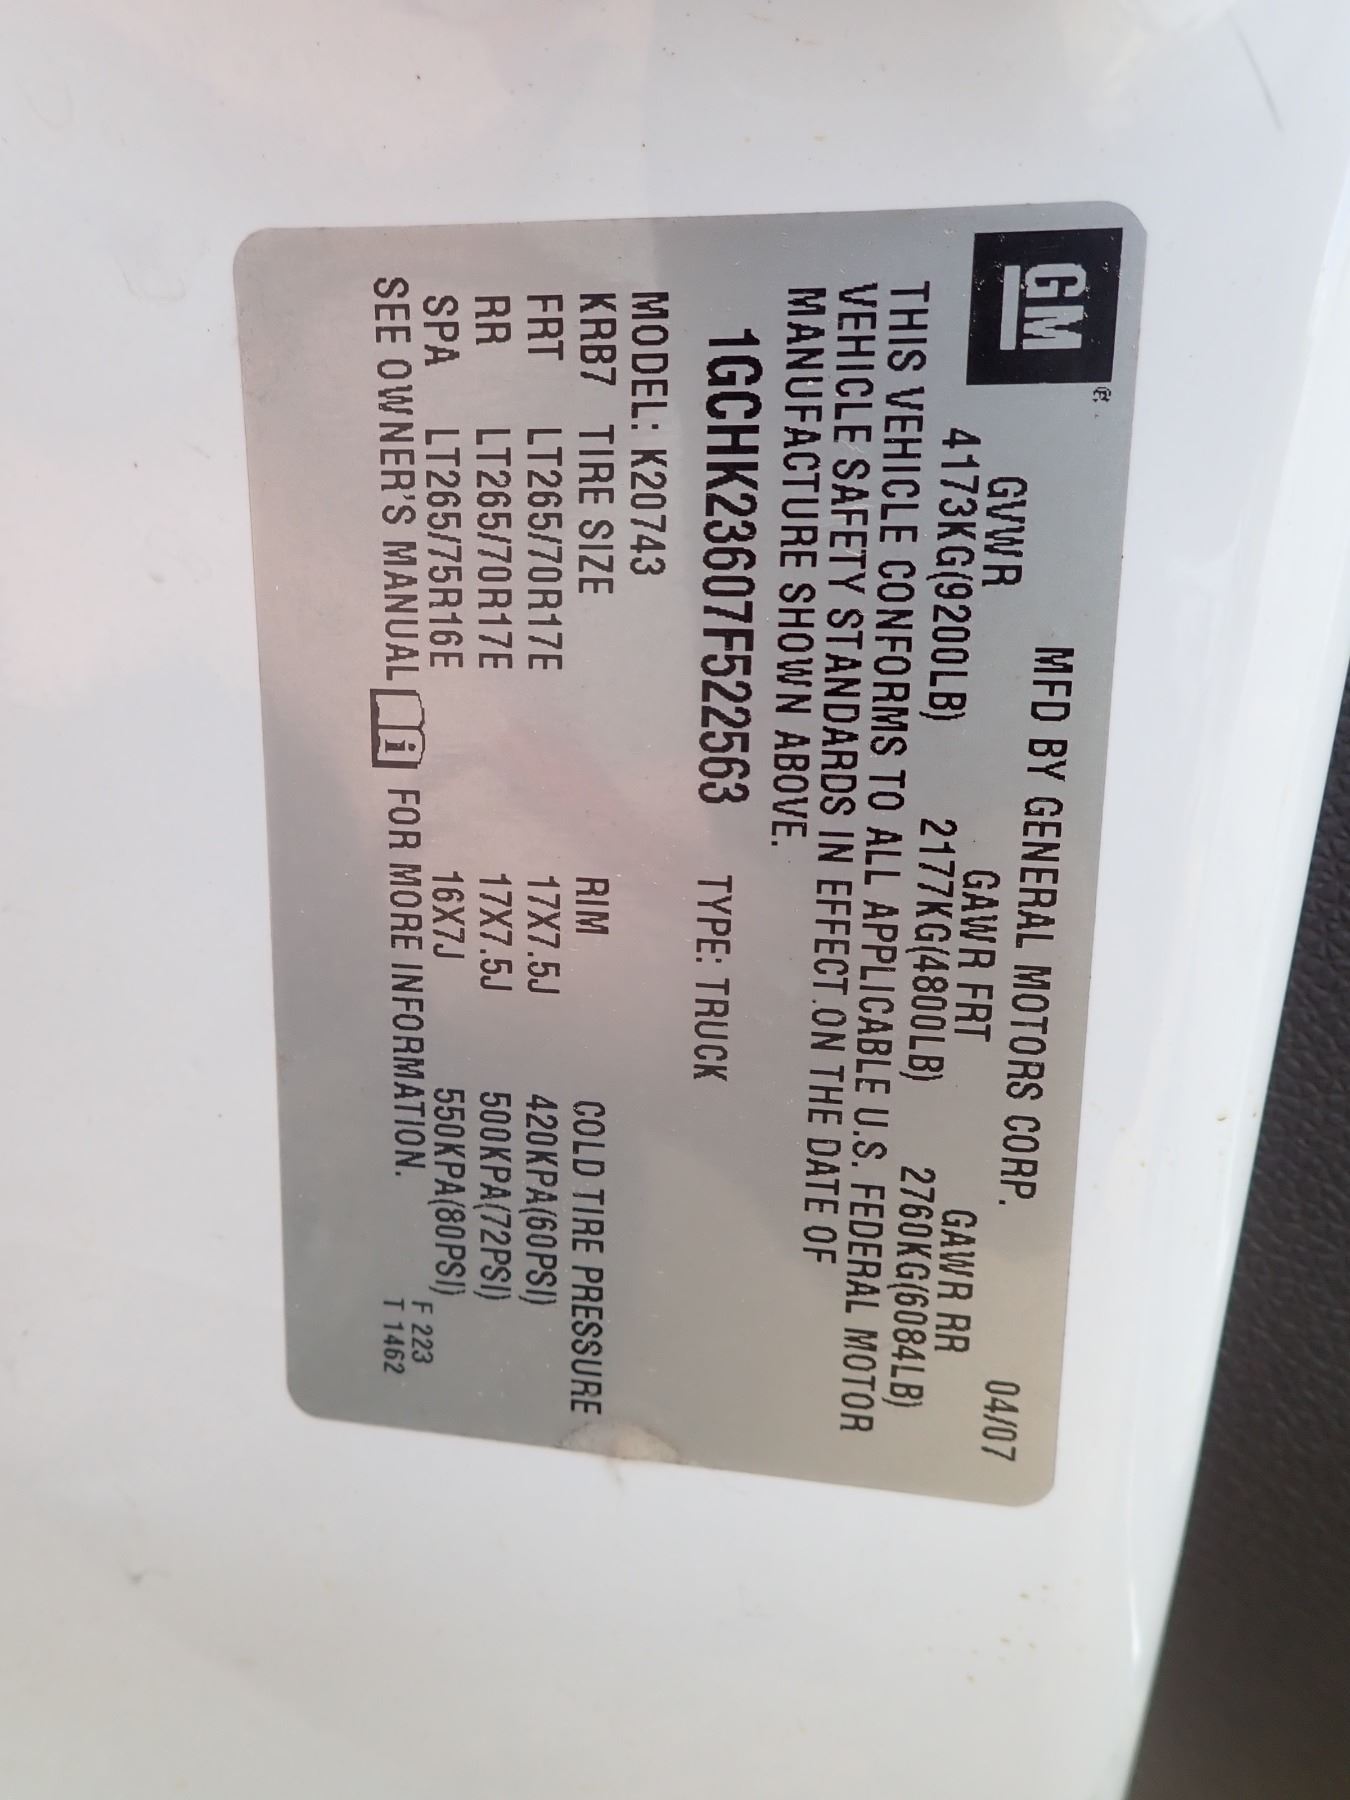 GM
MFD BY GENERAL MOTORS CORP. 04/07
GVWR GAWR FRT GAWR RR
4173KG(9200LB) 2177KG(4800LB) 2760KG(6084LB)
THIS VEHICLE CONFORMS TO ALL APPLICABLE U.S. FEDERAL MOTOR
VEHICLE SAFETY STANDARDS IN EFFECT ON THE DATE OF
MANUFACTURE SHOWN ABOVE.
1GCHK23607F522563 TYPE: TRUCK
MODEL: K20743
KRB7 TIRE SIZE RIM COLD TIRE PRESSURE
FRT LT265/70R17E 17X7.5J 420KPA(60PSI)
RR LT265/70R17E 17X7.5J 500KPA(72PSI)
SPA LT265/75R16E 16X7J 550KPA(80PSI)
SEE OWNER'S MANUAL i FOR MORE INFORMATION.
F 223
T 1462